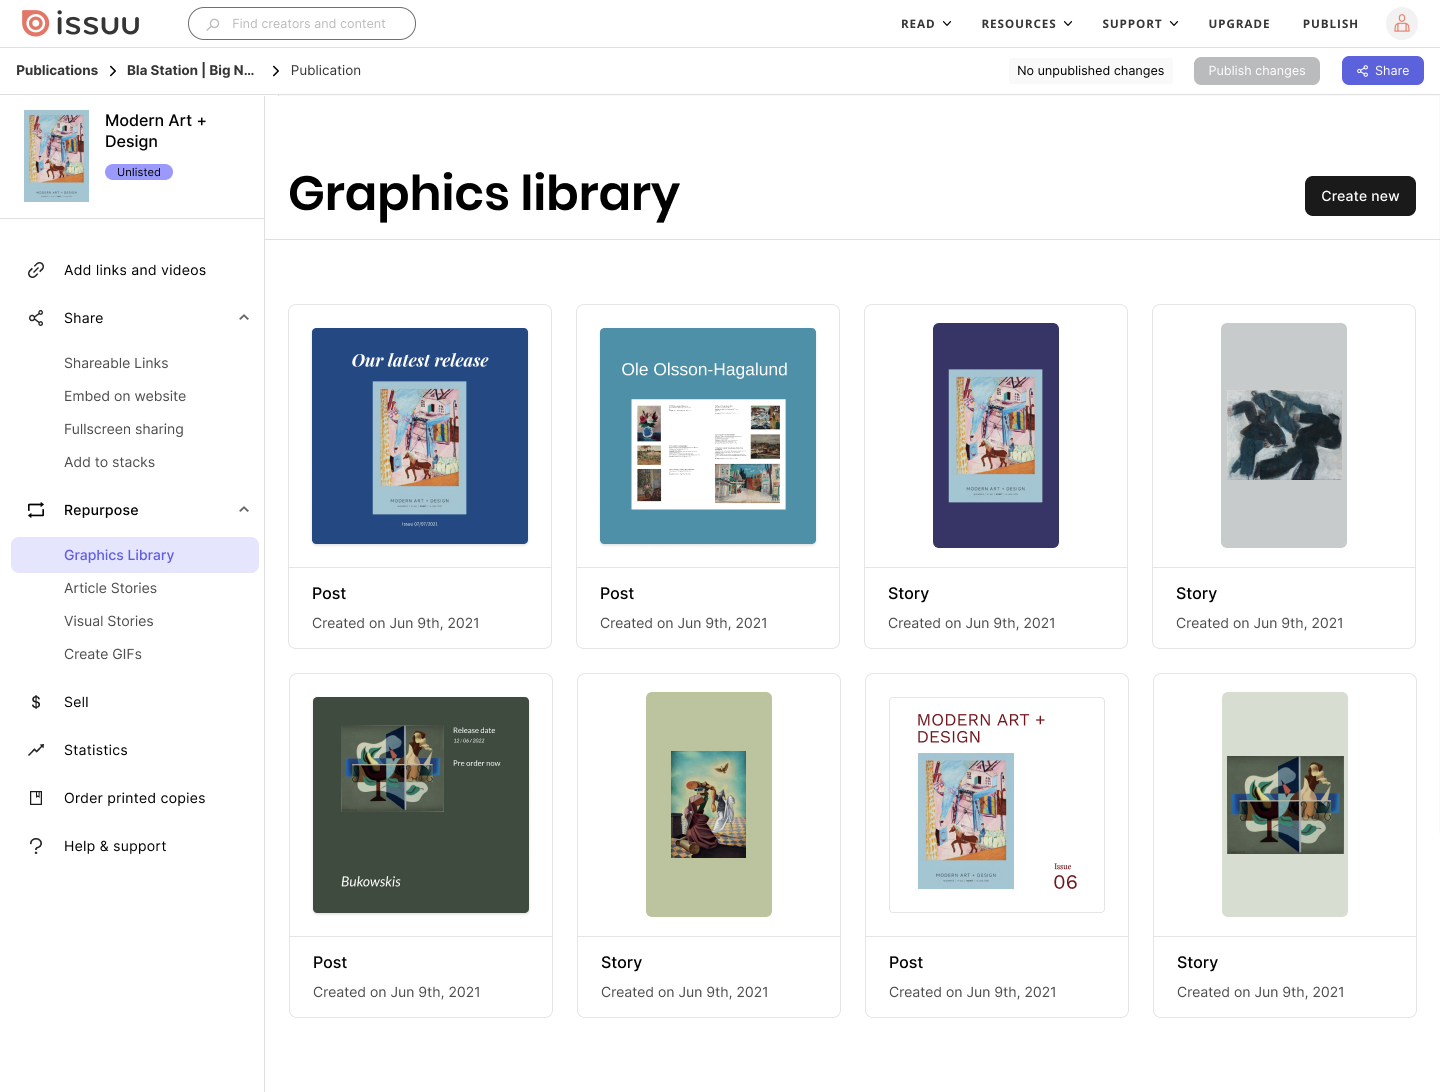 issuu
Find creators and content
READ
RESOURCES
SUPPORT
UPGRADE
PUBLISH
Publications
Bla Station | Big N...
Publication
No unpublished changes
Publish changes
Share
Modern Art +
Design
Unlisted
Add links and videos
Share
Shareable Links
Embed on website
Fullscreen sharing
Add to stacks
Repurpose
Graphics Library
Article Stories
Visual Stories
Create GIFs
$ Sell
Statistics
Order printed copies
? Help & support
Graphics library
Create new
Our latest release
MODERN ART + DESIGN
Issuu 07/07/2021
Post
Created on Jun 9th, 2021
Ole Olsson-Hagalund
Post
Created on Jun 9th, 2021
MODERN ART + DESIGN
Story
Created on Jun 9th, 2021
Story
Created on Jun 9th, 2021
Release date
12/06/2022
Pre order now
Bukowskis
Post
Created on Jun 9th, 2021
Story
Created on Jun 9th, 2021
MODERN ART +
DESIGN
MODERN ART + DESIGN
Issue
06
Post
Created on Jun 9th, 2021
Story
Created on Jun 9th, 2021